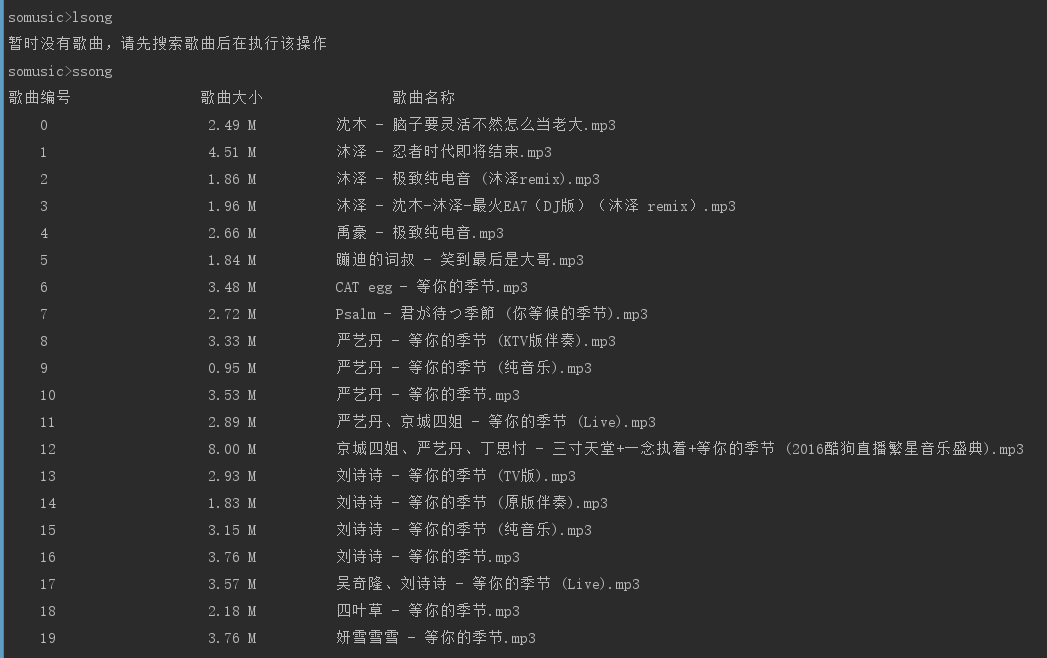 somusic>lsong
暂时没有歌曲，请先搜索歌曲后在执行该操作
somusic>ssong
歌曲编号 歌曲大小 歌曲名称
0 2.49 M 沈木 - 脑子要灵活不然怎么当老大.mp3
1 4.51 M 沐泽 - 忍者时代即将结束.mp3
2 1.86 M 沐泽 - 极致纯电音 (沐泽remix).mp3
3 1.96 M 沐泽 - 沈木-沐泽-最火EA7（DJ版）（沐泽 remix）.mp3
4 2.66 M 禹豪 - 极致纯电音.mp3
5 1.84 M 蹦迪的词叔 - 笑到最后是大哥.mp3
6 3.48 M CAT egg - 等你的季节.mp3
7 2.72 M Psalm - 君が待つ季節 (你等候的季节).mp3
8 3.33 M 严艺丹 - 等你的季节 (KTV版伴奏).mp3
9 0.95 M 严艺丹 - 等你的季节 (纯音乐).mp3
10 3.53 M 严艺丹 - 等你的季节.mp3
11 2.89 M 严艺丹、京城四姐 - 等你的季节 (Live).mp3
12 8.00 M 京城四姐、严艺丹、丁思忖 - 三寸天堂+一念执着+等你的季节 (2016酷狗直播繁星音乐盛典).mp3
13 2.93 M 刘诗诗 - 等你的季节 (TV版).mp3
14 1.83 M 刘诗诗 - 等你的季节 (原版伴奏).mp3
15 3.15 M 刘诗诗 - 等你的季节 (纯音乐).mp3
16 3.76 M 刘诗诗 - 等你的季节.mp3
17 3.57 M 吴奇隆、刘诗诗 - 等你的季节 (Live).mp3
18 2.18 M 四叶草 - 等你的季节.mp3
19 3.76 M 妍雪雪雪 - 等你的季节.mp3